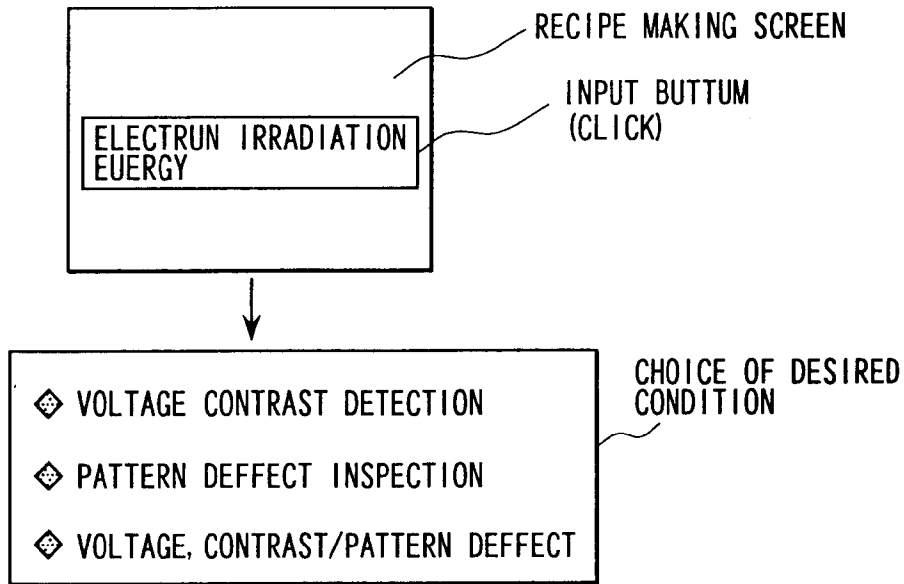 RECIPE MAKING SCREEN
INPUT BUTTUM
(CLICK)
ELECTRUN IRRADIATION
EUERGY
CHOICE OF DESIRED
CONDITION
VOLTAGE CONTRAST DETECTION
PATTERN DEFFECT INSPECTION
VOLTAGE, CONTRAST/PATTERN DEFFECT